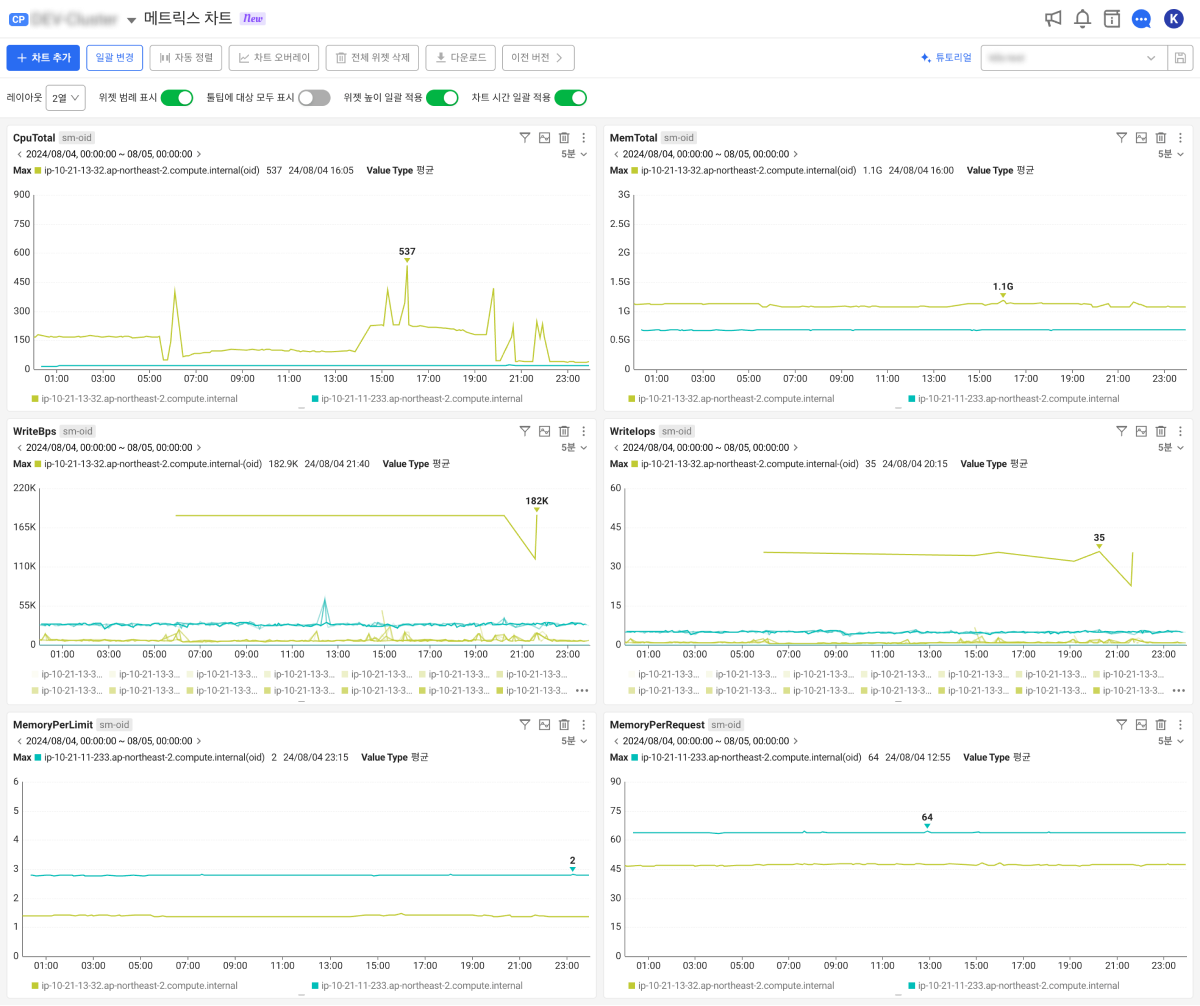 CP 메트릭스 차트 New K
차트 추가 일괄 변경 자동 정렬 차트 오버레이 전체 위젯 삭제 다운로드 이전 버전 튜토리얼
레이아웃 2열 위젯 범례 표시 툴팁에 대상 모두 표시 위젯 높이 일괄 적용 차트 시간 일괄 적용
CpuTotal sm-oid
2024/08/04, 00:00:00 ~ 08/05, 00:00:00 5분
Max ip-10-21-13-32.ap-northeast-2.compute.internal(oid) 537 24/08/04 16:05 Value Type 평균
900
750
600
450
300
150
0
537
01:00 03:00 05:00 07:00 09:00 11:00 13:00 15:00 17:00 19:00 21:00 23:00
ip-10-21-13-32.ap-northeast-2.compute.internal ip-10-21-11-233.ap-northeast-2.compute.internal
MemTotal sm-oid
2024/08/04, 00:00:00 ~ 08/05, 00:00:00 5분
Max ip-10-21-13-32.ap-northeast-2.compute.internal(oid) 1.1G 24/08/04 16:00 Value Type 평균
3G
2.5G
2G
1.5G
1G
0.5G
0
1.1G
01:00 03:00 05:00 07:00 09:00 11:00 13:00 15:00 17:00 19:00 21:00 23:00
ip-10-21-13-32.ap-northeast-2.compute.internal ip-10-21-11-233.ap-northeast-2.compute.internal
WriteBps sm-oid
2024/08/04, 00:00:00 ~ 08/05, 00:00:00 5분
Max ip-10-21-13-32.ap-northeast-2.compute.internal-(oid) 182.9K 24/08/04 21:40 Value Type 평균
220K
165K
110K
55K
0
182K
01:00 03:00 05:00 07:00 09:00 11:00 13:00 15:00 17:00 19:00 21:00 23:00
ip-10-21-13-3... ip-10-21-13-3... ip-10-21-13-3... ip-10-21-13-3... ip-10-21-13-3... ip-10-21-13-3... ip-10-21-13-3...
ip-10-21-13-3... ip-10-21-13-3... ip-10-21-13-3... ip-10-21-13-3... ip-10-21-13-3... ip-10-21-13-3... ip-10-21-13-3...
WriteIops sm-oid
2024/08/04, 00:00:00 ~ 08/05, 00:00:00 5분
Max ip-10-21-13-32.ap-northeast-2.compute.internal-(oid) 35 24/08/04 20:15 Value Type 평균
60
45
30
15
0
35
01:00 03:00 05:00 07:00 09:00 11:00 13:00 15:00 17:00 19:00 21:00 23:00
ip-10-21-13-3... ip-10-21-13-3... ip-10-21-13-3... ip-10-21-13-3... ip-10-21-13-3... ip-10-21-13-3... ip-10-21-13-3...
ip-10-21-13-3... ip-10-21-13-3... ip-10-21-13-3... ip-10-21-13-3... ip-10-21-13-3... ip-10-21-13-3... ip-10-21-13-3...
MemoryPerLimit sm-oid
2024/08/04, 00:00:00 ~ 08/05, 00:00:00 5분
Max ip-10-21-11-233.ap-northeast-2.compute.internal(oid) 2 24/08/04 23:15 Value Type 평균
6
5
4
3
2
1
0
2
01:00 03:00 05:00 07:00 09:00 11:00 13:00 15:00 17:00 19:00 21:00 23:00
ip-10-21-13-32.ap-northeast-2.compute.internal ip-10-21-11-233.ap-northeast-2.compute.internal
MemoryPerRequest sm-oid
2024/08/04, 00:00:00 ~ 08/05, 00:00:00 5분
Max ip-10-21-11-233.ap-northeast-2.compute.internal(oid) 64 24/08/04 12:55 Value Type 평균
90
75
60
45
30
15
0
64
01:00 03:00 05:00 07:00 09:00 11:00 13:00 15:00 17:00 19:00 21:00 23:00
ip-10-21-13-32.ap-northeast-2.compute.internal ip-10-21-11-233.ap-northeast-2.compute.internal